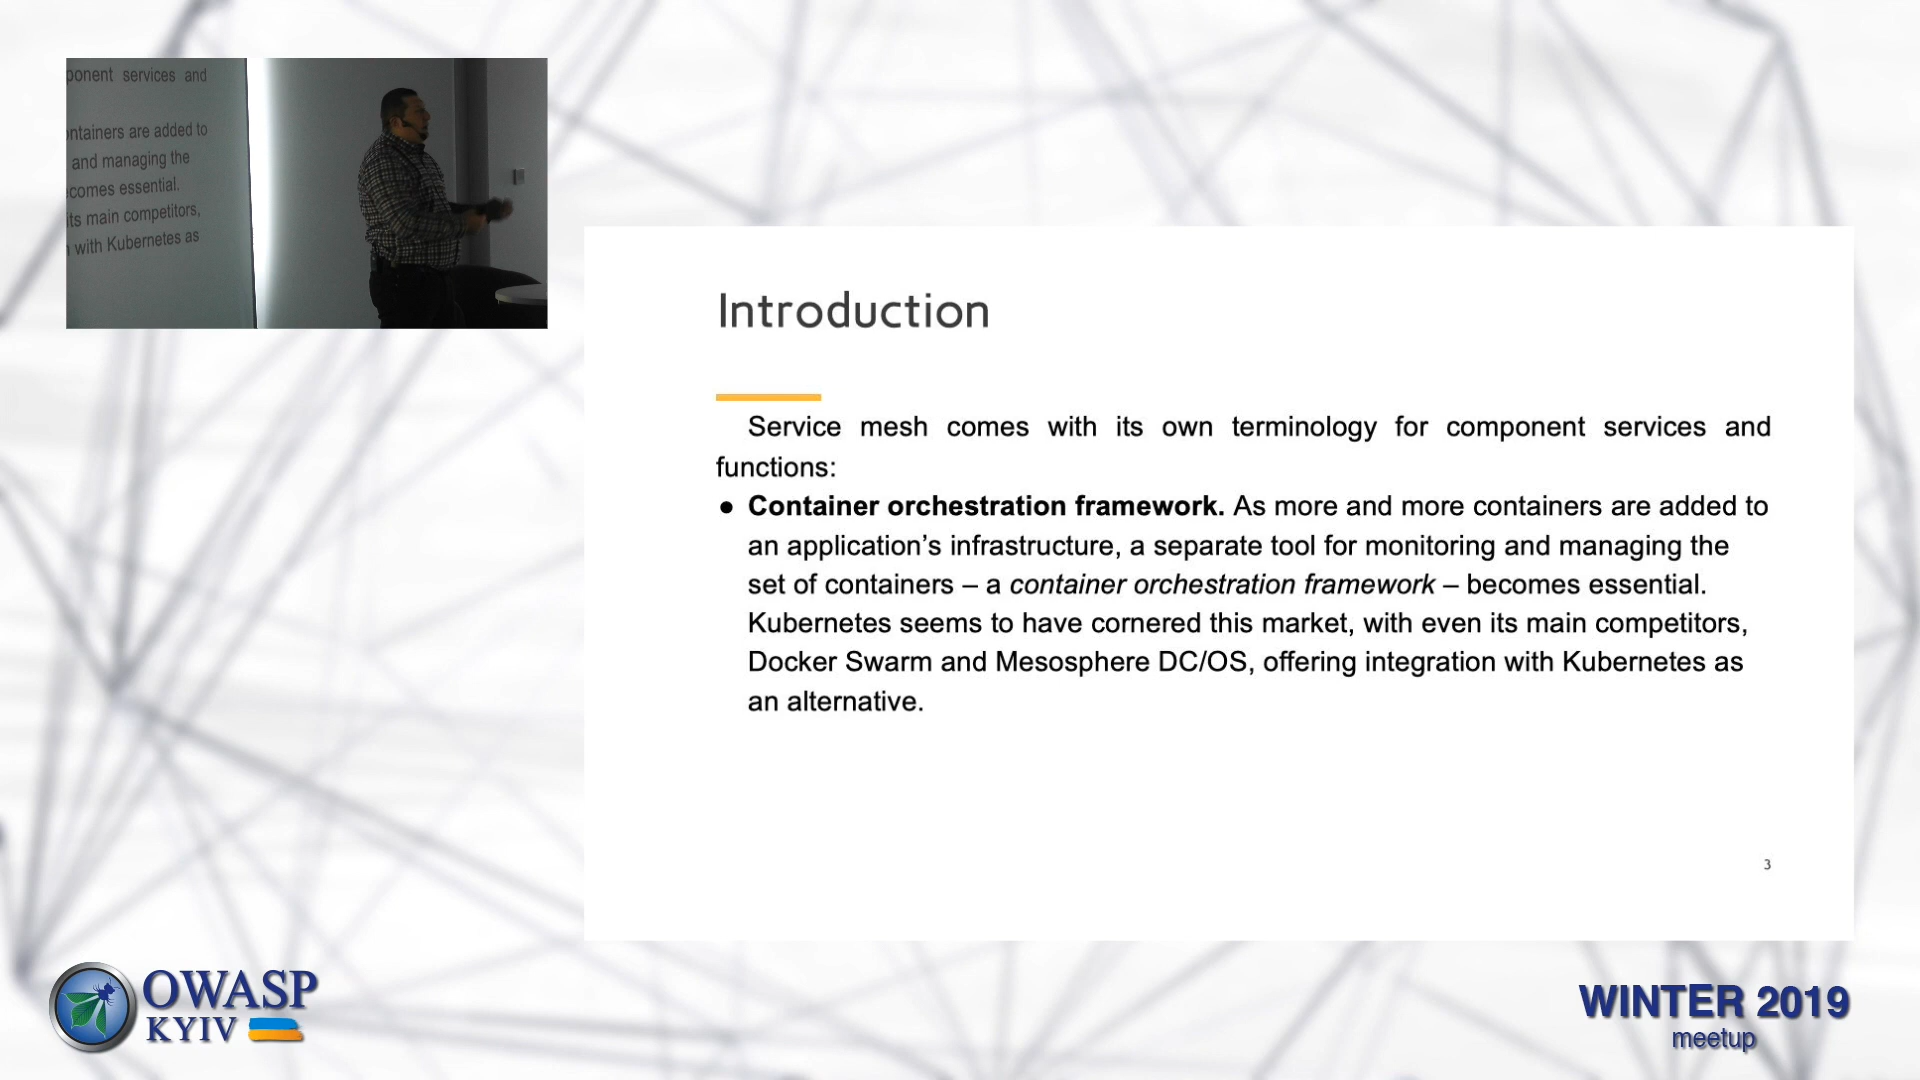 ponent services and
ntainers are added to
and managing the
comes essential.
its main competitors,
with Kubernetes as
Introduction
Service mesh comes with its own terminology for component services and
functions:
● Container orchestration framework. As more and more containers are added to
an application’s infrastructure, a separate tool for monitoring and managing the
set of containers – a container orchestration framework – becomes essential.
Kubernetes seems to have cornered this market, with even its main competitors,
Docker Swarm and Mesosphere DC/OS, offering integration with Kubernetes as
an alternative.
3
OWASP
KYIV
WINTER 2019
meetup